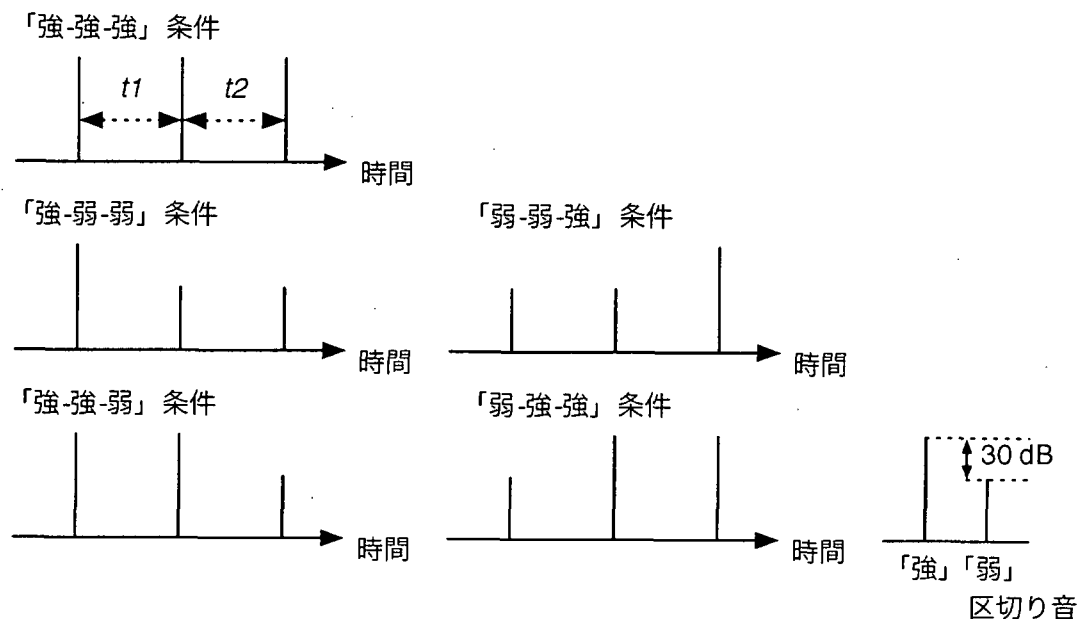 「強-強-強」条件
t1
t2
時間
「強-弱-弱」条件
時間
「弱-弱-強」条件
時間
「強-強-弱」条件
時間
「弱-強-強」条件
時間
30 dB
「強」「弱」
区切り音